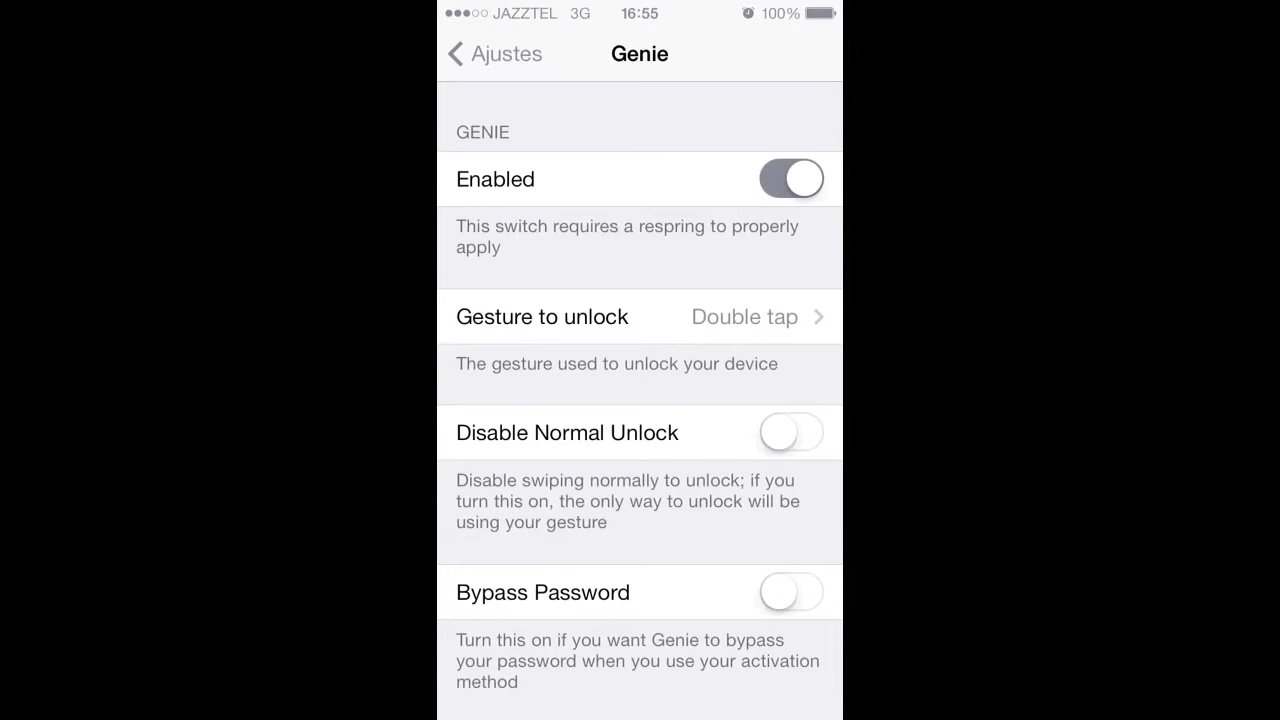 JAZZTEL 3G 16:55 100%
Ajustes Genie
GENIE
Enabled
This switch requires a respring to properly
apply
Gesture to unlock Double tap
The gesture used to unlock your device
Disable Normal Unlock
Disable swiping normally to unlock; if you
turn this on, the only way to unlock will be
using your gesture
Bypass Password
Turn this on if you want Genie to bypass
your password when you use your activation
method